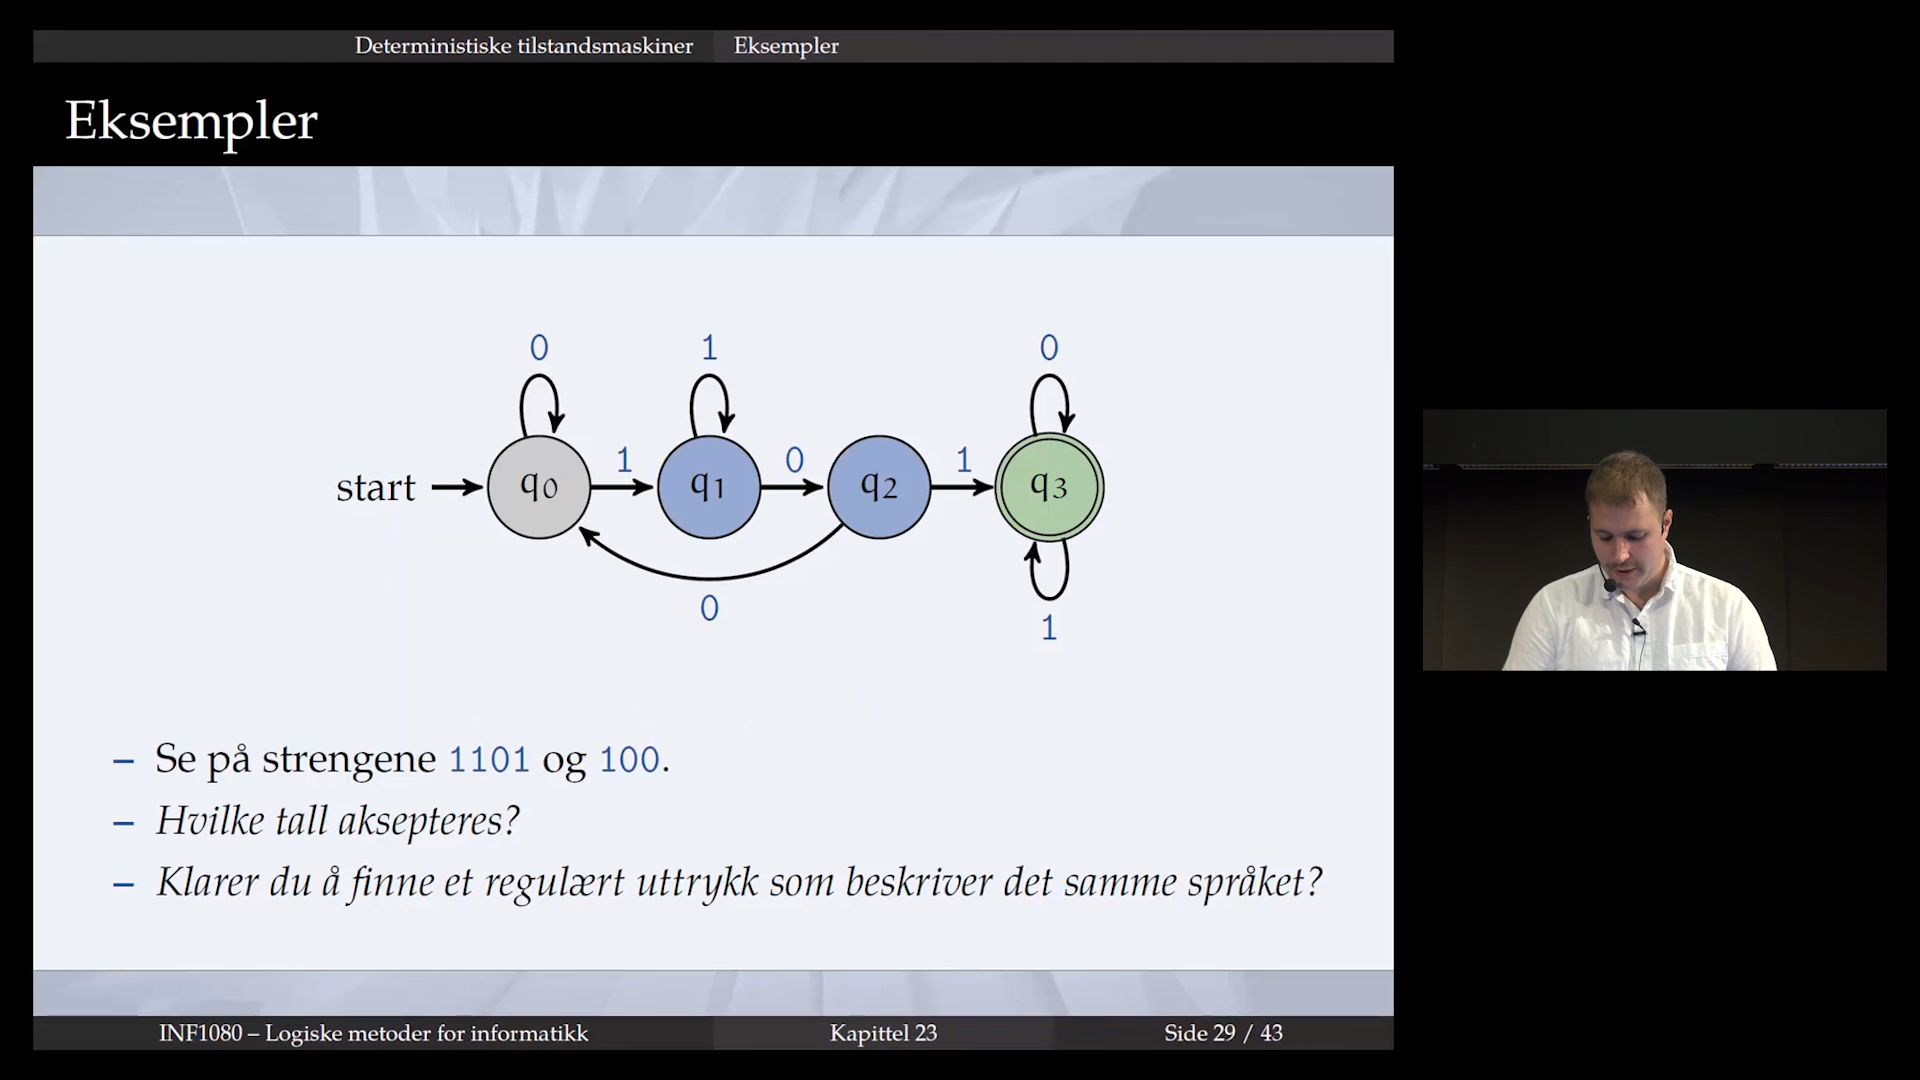 Deterministiske tilstandsmaskiner Eksempler
Eksempler
0 1 0
start q0 1 q1 0 q2 1 q3
0
1
– Se på strengene 1101 og 100.
– Hvilke tall aksepteres?
– Klarer du å finne et regulært uttrykk som beskriver det samme språket?
INF1080 – Logiske metoder for informatikk Kapittel 23 Side 29 / 43